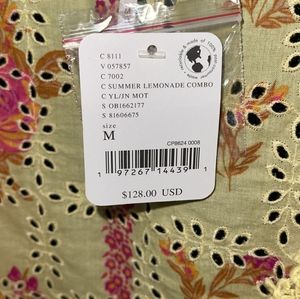 C 8111
V 057857
C 7002
C SUMMER LEMONADE COMBO
C YL/JN MOT
S OB1662177
S 81606675
size
M
CP8624 0008
1 97267 14439 1
$128.00 USD